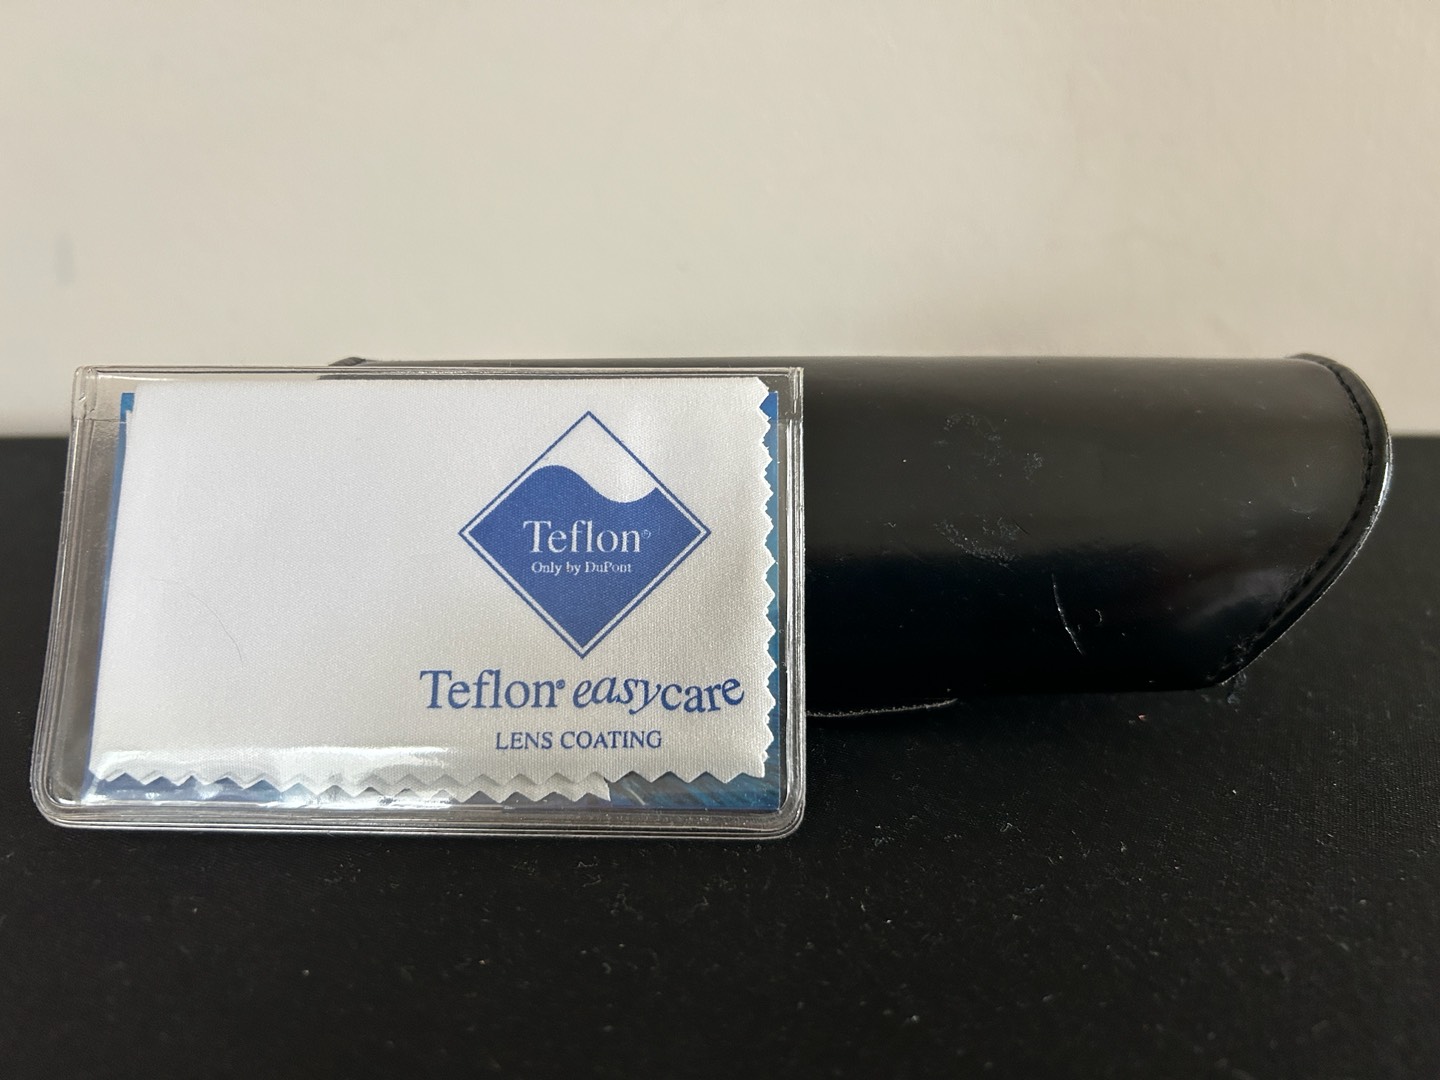 Teflon®
Only by DuPont
Teflon® easycare
LENS COATING